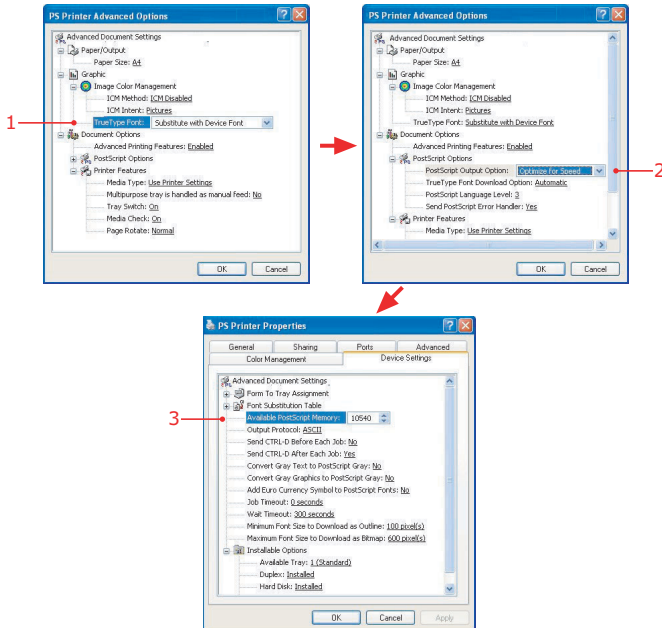 PS Printer Advanced Options
Advanced Document Settings
Paper/Output
Paper Size: A4
Graphic
Image Color Management
ICM Method: ICM Disabled
ICM Intent: Pictures
1
TrueType Font: Substitute with Device Font
Document Options
Advanced Printing Features: Enabled
PostScript Options
Printer Features
Media Type: Use Printer Settings
Multipurpose tray is handled as manual feed: No
Tray Switch: On
Media Check: On
Page Rotate: Normal
OK Cancel
PS Printer Advanced Options
Advanced Document Settings
Paper/Output
Paper Size: A4
Graphic
Image Color Management
ICM Method: ICM Disabled
ICM Intent: Pictures
TrueType Font: Substitute with Device Font
Document Options
Advanced Printing Features: Enabled
PostScript Options
PostScript Output Option: Optimize for Speed
2
TrueType Font Download Option: Automatic
PostScript Language Level: 3
Send PostScript Error Handler: Yes
Printer Features
Media Type: Use Printer Settings
OK Cancel
PS Printer Properties
General Sharing Ports Advanced
Color Management Device Settings
Advanced Document Settings
Form To Tray Assignment
Font Substitution Table
3
Available PostScript Memory: 10540
Output Protocol: ASCII
Send CTRL-D Before Each Job: No
Send CTRL-D After Each Job: Yes
Convert Gray Text to PostScript Gray: No
Convert Gray Graphics to PostScript Gray: No
Add Euro Currency Symbol to PostScript Fonts: No
Job Timeout: 0 seconds
Wait Timeout: 300 seconds
Minimum Font Size to Download as Outline: 100 pixel(s)
Maximum Font Size to Download as Bitmap: 600 pixel(s)
Installable Options
Available Tray: 1 (Standard)
Duplex: Installed
Hard Disk: Installed
OK Cancel Apply